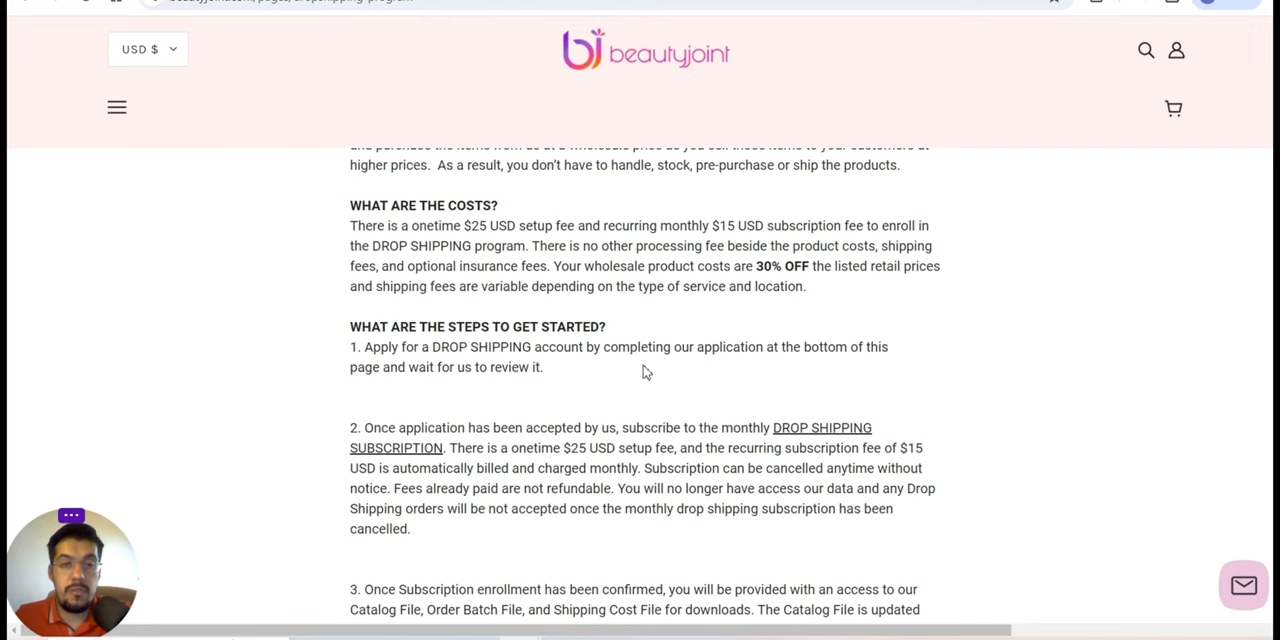 USD $
bj beautyjoint
higher prices.  As a result, you don't have to handle, stock, pre-purchase or ship the products.
WHAT ARE THE COSTS?
There is a onetime $25 USD setup fee and recurring monthly $15 USD subscription fee to enroll in
the DROP SHIPPING program. There is no other processing fee beside the product costs, shipping
fees, and optional insurance fees. Your wholesale product costs are 30% OFF the listed retail prices
and shipping fees are variable depending on the type of service and location.
WHAT ARE THE STEPS TO GET STARTED?
1. Apply for a DROP SHIPPING account by completing our application at the bottom of this
page and wait for us to review it.
2. Once application has been accepted by us, subscribe to the monthly DROP SHIPPING
SUBSCRIPTION. There is a onetime $25 USD setup fee, and the recurring subscription fee of $15
USD is automatically billed and charged monthly. Subscription can be cancelled anytime without
notice. Fees already paid are not refundable. You will no longer have access our data and any Drop
Shipping orders will be not accepted once the monthly drop shipping subscription has been
cancelled.
3. Once Subscription enrollment has been confirmed, you will be provided with an access to our
Catalog File, Order Batch File, and Shipping Cost File for downloads. The Catalog File is updated